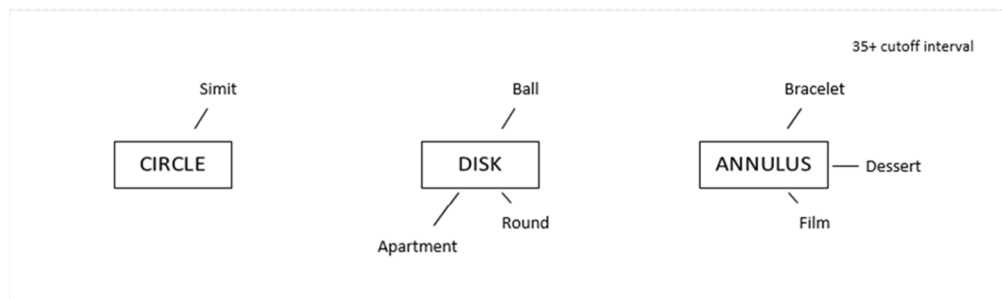 35+ cutoff interval
Simit
Ball
Bracelet
CIRCLE
DISK
ANNULUS
Dessert
Round
Film
Apartment